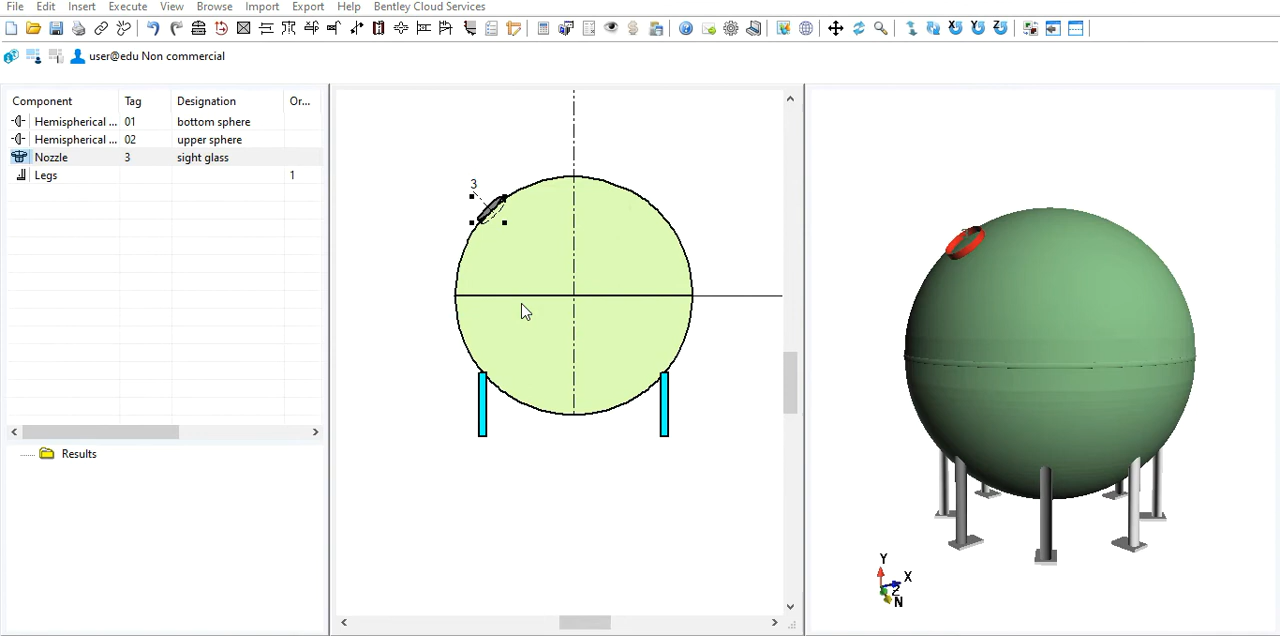 File Edit Insert Execute View Browse Import Export Help Bentley Cloud Services
X Y Z
user@edu Non commercial
Component Tag Designation Or...
Hemispherical ... 01 bottom sphere
Hemispherical ... 02 upper sphere
Nozzle 3 sight glass
Legs 1
Results
3
Y
X
Z
N